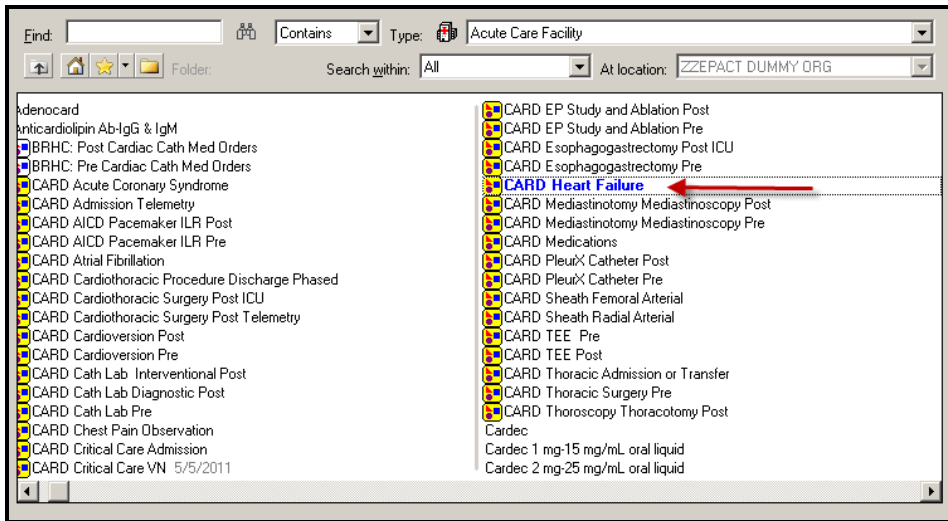 Find: Contains Type: Acute Care Facility
Folder: Search within: All At location: ZZEPACT DUMMY ORG
Adenocard
Anticardiolipin Ab-IgG & IgM
BRHC: Post Cardiac Cath Med Orders
BRHC: Pre Cardiac Cath Med Orders
CARD Acute Coronary Syndrome
CARD Admission Telemetry
CARD AICD Pacemaker ILR Post
CARD AICD Pacemaker ILR Pre
CARD Atrial Fibrillation
CARD Cardiothoracic Procedure Discharge Phased
CARD Cardiothoracic Surgery Post ICU
CARD Cardiothoracic Surgery Post Telemetry
CARD Cardioversion Post
CARD Cardioversion Pre
CARD Cath Lab Interventional Post
CARD Cath Lab Diagnostic Post
CARD Cath Lab Pre
CARD Chest Pain Observation
CARD Critical Care Admission
CARD Critical Care VN 5/5/2011
CARD EP Study and Ablation Post
CARD EP Study and Ablation Pre
CARD Esophagogastrectomy Post ICU
CARD Esophagogastrectomy Pre
CARD Heart Failure
CARD Mediastinotomy Mediastinoscopy Post
CARD Mediastinotomy Mediastinoscopy Pre
CARD Medications
CARD PleurX Catheter Post
CARD PleurX Catheter Pre
CARD Sheath Femoral Arterial
CARD Sheath Radial Arterial
CARD TEE Pre
CARD TEE Post
CARD Thoracic Admission or Transfer
CARD Thoracic Surgery Pre
CARD Thoroscopy Thoracotomy Post
Cardec
Cardec 1 mg-15 mg/mL oral liquid
Cardec 2 mg-25 mg/mL oral liquid